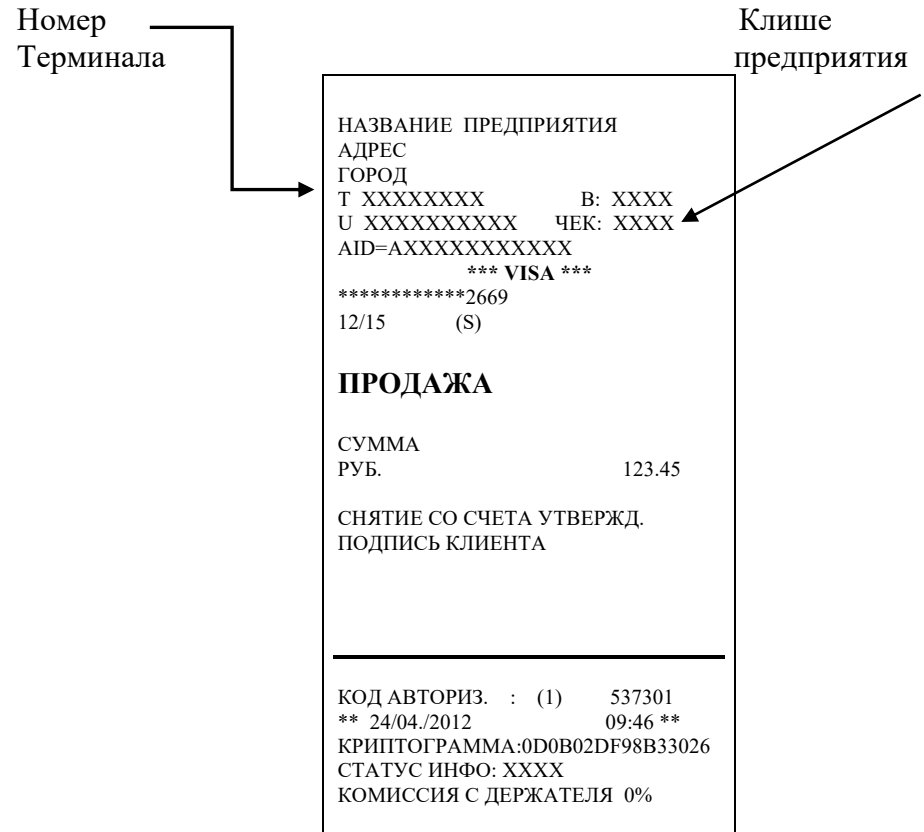 Номер
Терминала
Клише
предприятия
НАЗВАНИЕ ПРЕДПРИЯТИЯ
АДРЕС
ГОРОД
Т XXXXXXXX В: XXXX
U XXXXXXXXXX ЧЕК: XXXX
AID=AXXXXXXXXXXXX
*** VISA ***
************2669
12/15 (S)
ПРОДАЖА
СУММА
РУБ. 123.45
СНЯТИЕ СО СЧЕТА УТВЕРЖД.
ПОДПИСЬ КЛИЕНТА
КОД АВТОРИЗ. : (1) 537301
** 24/04./2012 09:46 **
КРИПТОГРАММА:0D0B02DF98B33026
СТАТУС ИНФО: XXXX
КОМИССИЯ С ДЕРЖАТЕЛЯ 0%